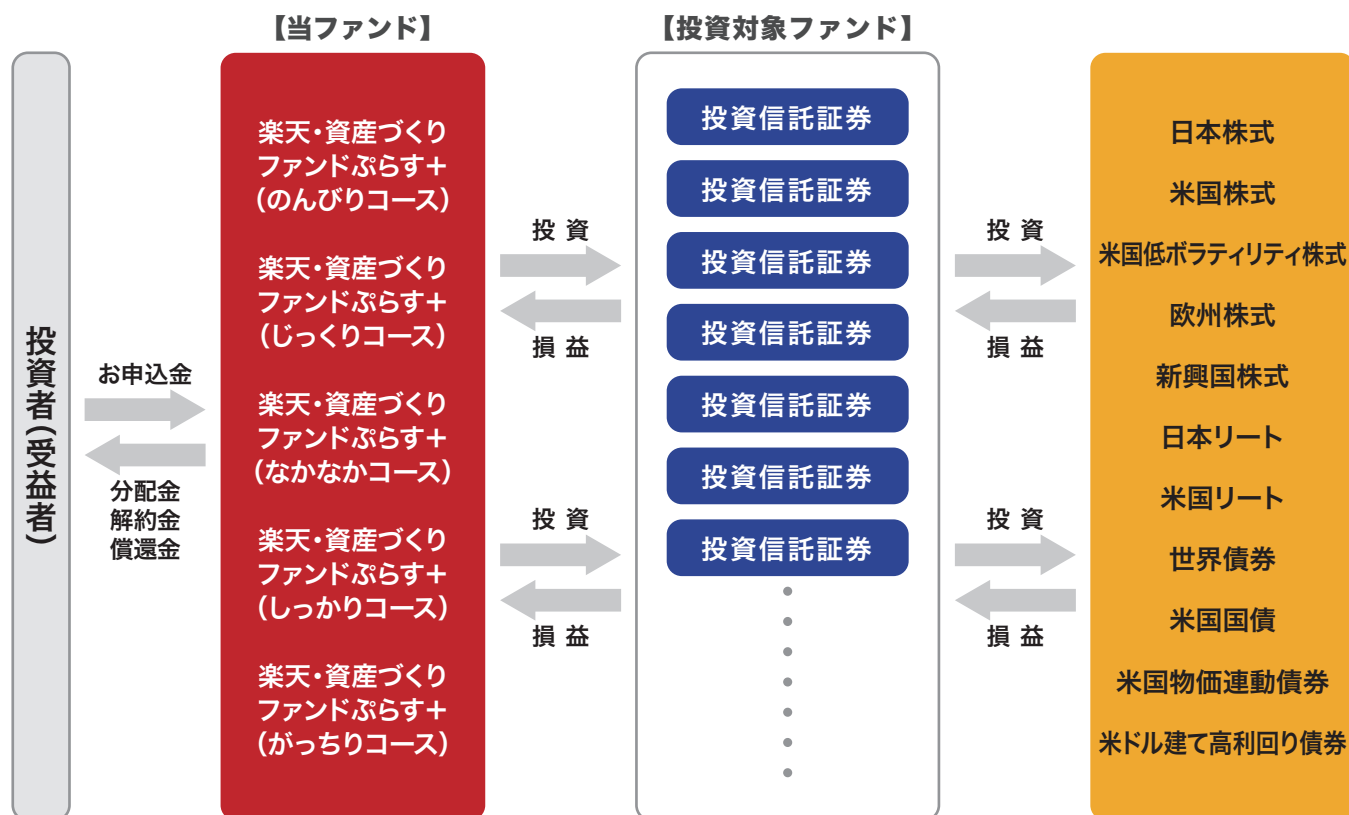 【当ファンド】
【投資対象ファンド】
投資者(受益者)
お申込金
分配金
解約金
償還金
楽天・資産づくり
ファンドぷらす+
(のんびりコース)
楽天・資産づくり
ファンドぷらす+
(じっくりコース)
楽天・資産づくり
ファンドぷらす+
(なかなかコース)
楽天・資産づくり
ファンドぷらす+
(しっかりコース)
楽天・資産づくり
ファンドぷらす+
(がっちりコース)
投資
損益
投資
損益
投資信託証券
投資信託証券
投資信託証券
投資信託証券
投資信託証券
投資信託証券
投資信託証券
投資
損益
投資
損益
日本株式
米国株式
米国低ボラティリティ株式
欧州株式
新興国株式
日本リート
米国リート
世界債券
米国国債
米国物価連動債券
米ドル建て高利回り債券